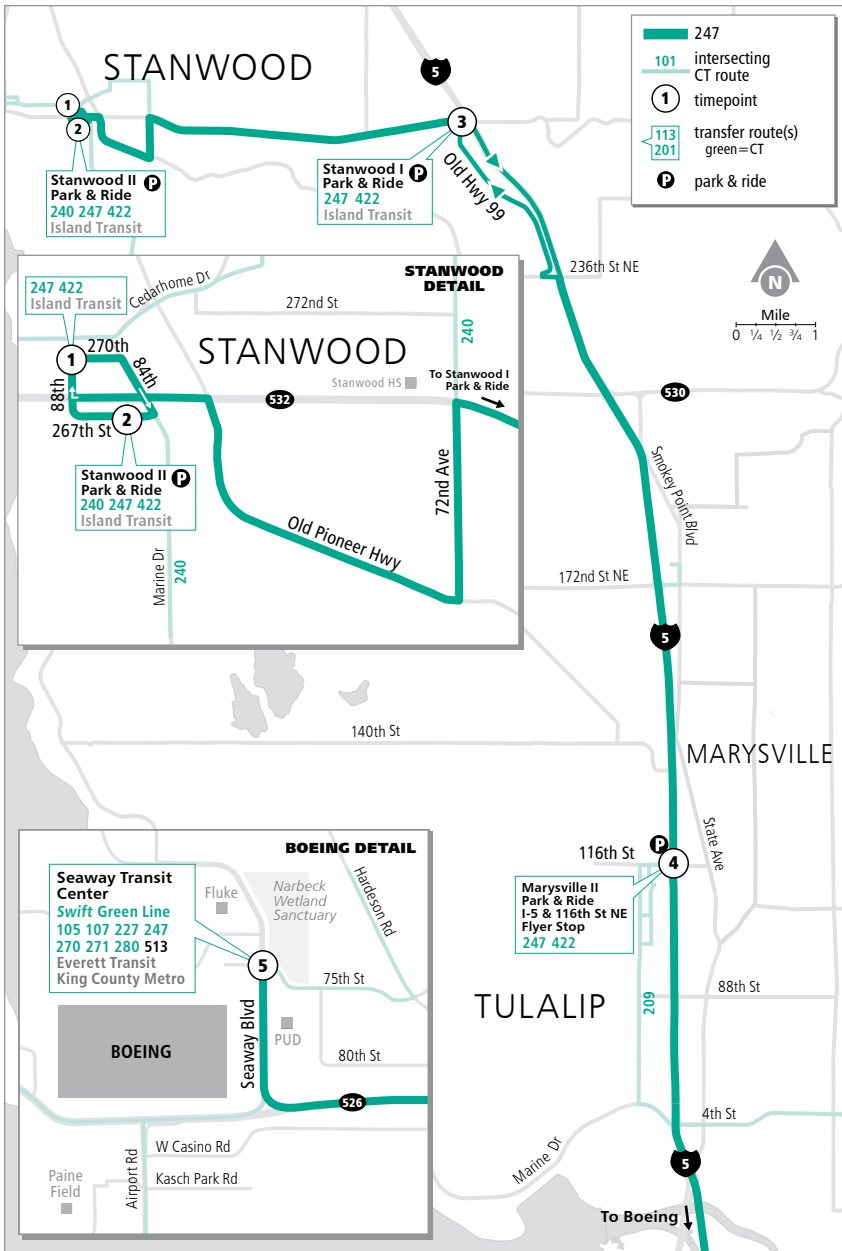 STANWOOD
5
1
2
3
Stanwood II
Park & Ride
P
240 247 422
Island Transit
Stanwood I
Park & Ride
P
247 422
Island Transit
Old Hwy 99
247
101
intersecting
CT route
1
timepoint
113
201
transfer route(s)
green=CT
P
park & ride
N
Mile
0 ¼ ½ ¾ 1
236th St NE
530
Smokey Point Blvd
172nd St NE
5
140th St
MARYSVILLE
State Ave
116th St
P
4
Marysville II
Park & Ride
I-5 & 116th St NE
Flyer Stop
247 422
TULALIP
209
88th St
4th St
Marine Dr
5
To Boeing
STANWOOD
DETAIL
247 422
Island Transit
Cedarhome Dr
272nd St
240
STANWOOD
1
270th
84th
88th
2
267th St
Stanwood HS
To Stanwood I
Park & Ride
532
Stanwood II
Park & Ride
P
240 247 422
Island Transit
72nd Ave
Old Pioneer Hwy
Marine Dr
240
BOEING DETAIL
Seaway Transit
Center
Swift Green Line
105 107 227 247
270 271 280 513
Everett Transit
King County Metro
Fluke
Narbeck
Wetland
Sanctuary
Hardeson Rd
5
75th St
Seaway Blvd
BOEING
PUD
80th St
526
W Casino Rd
Airport Rd
Kasch Park Rd
Paine
Field